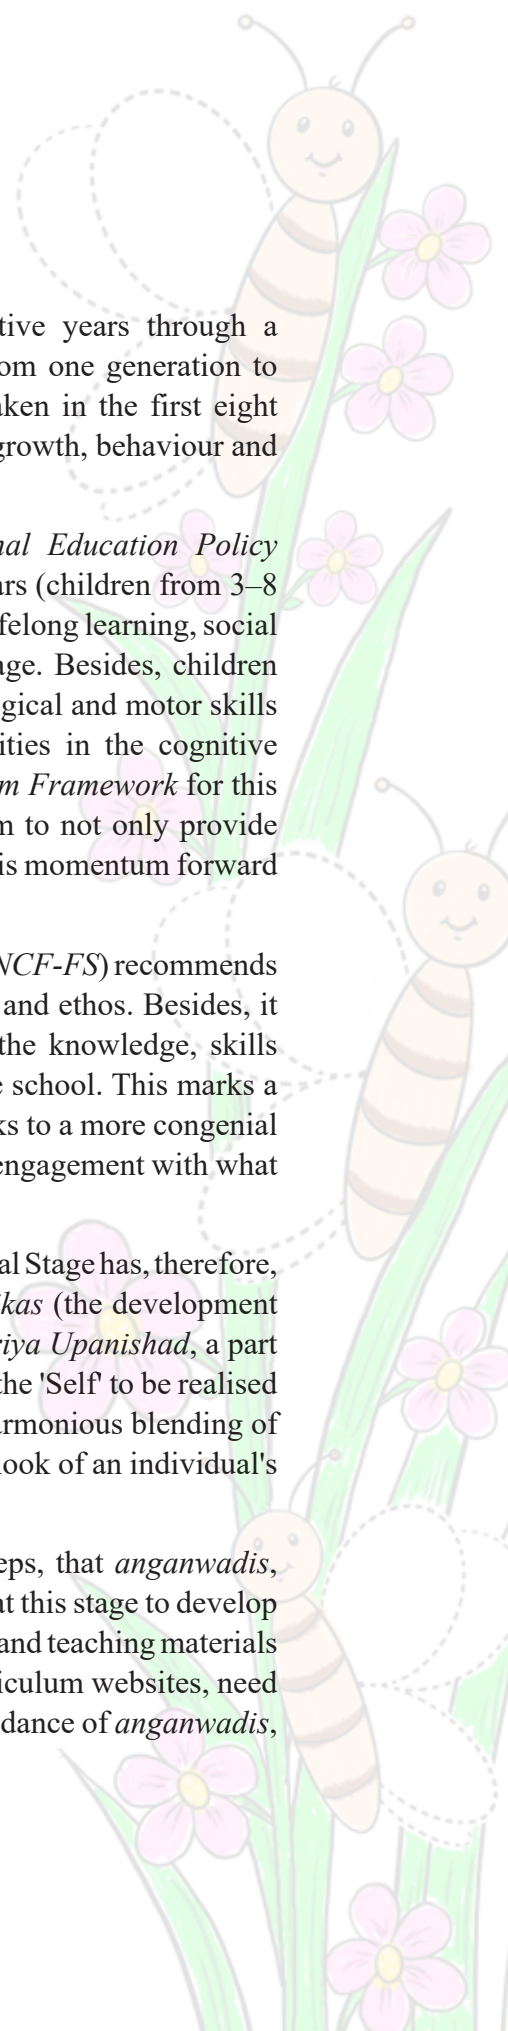 tive years through a
om one generation to
aken in the first eight
growth, behaviour and
nal Education Policy
ars (children from 3–8
felong learning, social
age. Besides, children
gical and motor skills
ities in the cognitive
m Framework for this
m to not only provide
is momentum forward
NCF-FS) recommends
and ethos. Besides, it
the knowledge, skills
e school. This marks a
ks to a more congenial
engagement with what
al Stage has, therefore,
kas (the development
riya Upanishad, a part
the 'Self' to be realised
armonious blending of
look of an individual's
eps, that anganwadis,
at this stage to develop
and teaching materials
iculum websites, need
dance of anganwadis,